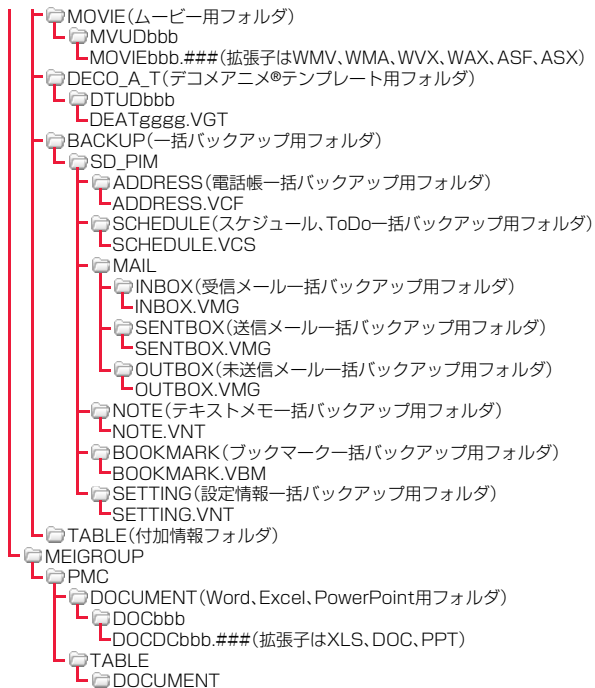 MOVIE（ムービー用フォルダ）
MVUDbbb
MOVIEbbb.###（拡張子はWMV、WMA、WVX、WAX、ASF、ASX）
DECO_A_T（デコメアニメ®テンプレート用フォルダ）
DTUDbbb
DEATgggg.VGT
BACKUP（一括バックアップ用フォルダ）
SD_PIM
ADDRESS（電話帳一括バックアップ用フォルダ）
ADDRESS.VCF
SCHEDULE（スケジュール、ToDo一括バックアップ用フォルダ）
SCHEDULE.VCS
MAIL
INBOX（受信メール一括バックアップ用フォルダ）
INBOX.VMG
SENTBOX（送信メール一括バックアップ用フォルダ）
SENTBOX.VMG
OUTBOX（未送信メール一括バックアップ用フォルダ）
OUTBOX.VMG
NOTE（テキストメモ一括バックアップ用フォルダ）
NOTE.VNT
BOOKMARK（ブックマーク一括バックアップ用フォルダ）
BOOKMARK.VBM
SETTING（設定情報一括バックアップ用フォルダ）
SETTING.VNT
TABLE（付加情報フォルダ）
MEIGROUP
PMC
DOCUMENT（Word、Excel、PowerPoint用フォルダ）
DOCbbb
DOCDCbbb.###（拡張子はXLS、DOC、PPT）
TABLE
DOCUMENT